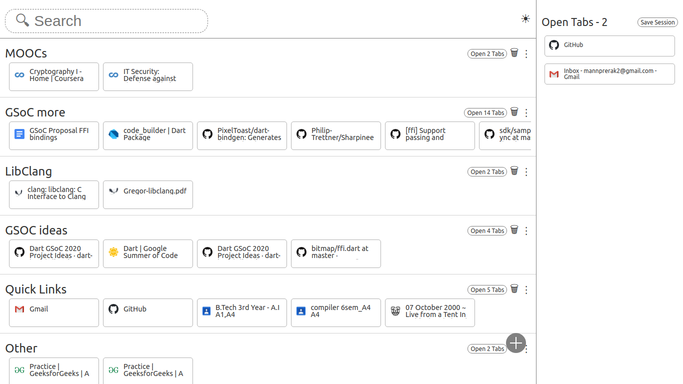 Search
MOOCs
Open 2 Tabs
Cryptography I -
Home | Coursera
IT Security:
Defense against
GSoC more
Open 14 Tabs
GSoC Proposal FFI
bindings
code_builder | Dart
Package
PixelToast/dart-
bindgen: Generates
Philip-
Trettner/Sharpinee
[ffi] Support
passing and
sdk/samp
ync at ma
LibClang
Open 2 Tabs
clang: libclang: C
Interface to Clang
Gregor-libclang.pdf
GSOC ideas
Open 4 Tabs
Dart GSoC 2020
Project Ideas · dart-
Dart | Google
Summer of Code
Dart GSoC 2020
Project Ideas · dart-
bitmap/ffi.dart at
master ·
Quick Links
Open 5 Tabs
Gmail
GitHub
B.Tech 3rd Year - A.I
A1,A4
compiler 6sem_A4
A4
07 October 2000 ~
Live from a Tent In
Other
Open 2 Tabs
Practice |
GeeksforGeeks | A
Practice |
GeeksforGeeks | A
Open Tabs - 2
Save Session
GitHub
Inbox - mannprerak2@gmail.com -
Gmail